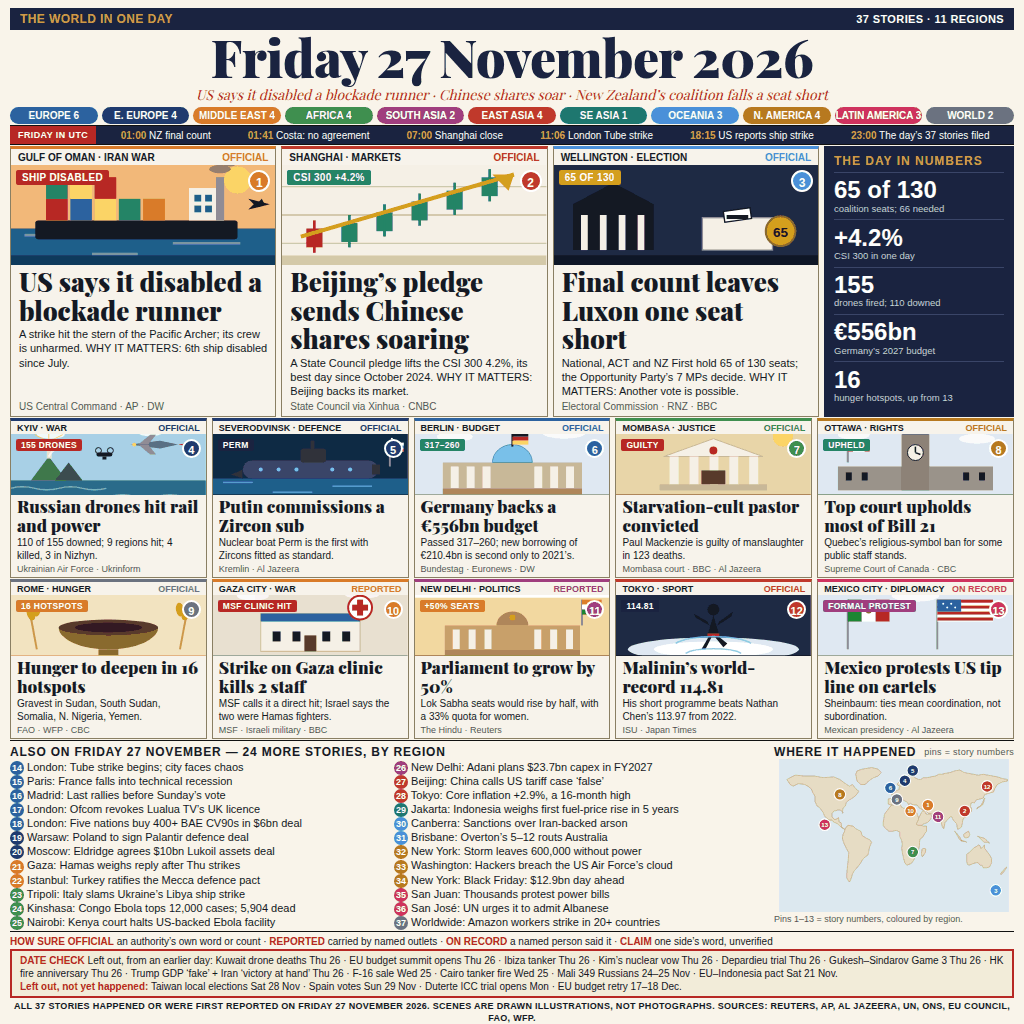 THE WORLD IN ONE DAY
37 STORIES · 11 REGIONS
Friday 27 November 2026
US says it disabled a blockade runner · Chinese shares soar · New Zealand’s coalition falls a seat short
EUROPE 6
E. EUROPE 4
MIDDLE EAST 4
AFRICA 4
SOUTH ASIA 2
EAST ASIA 4
SE ASIA 1
OCEANIA 3
N. AMERICA 4
LATIN AMERICA 3
WORLD 2
FRIDAY IN UTC
01:00 NZ final count
01:41 Costa: no agreement
07:00 Shanghai close
11:06 London Tube strike
18:15 US reports ship strike
23:00 The day's 37 stories filed
GULF OF OMAN · IRAN WAR
OFFICIAL
SHIP DISABLED
1
US says it disabled a
blockade runner
A strike hit the stern of the Pacific Archer; its crew
is unharmed. WHY IT MATTERS: 6th ship disabled
since July.
US Central Command · AP · DW
SHANGHAI · MARKETS
OFFICIAL
CSI 300 +4.2%
2
Beijing’s pledge
sends Chinese
shares soaring
A State Council pledge lifts the CSI 300 4.2%, its
best day since October 2024. WHY IT MATTERS:
Beijing backs its market.
State Council via Xinhua · CNBC
WELLINGTON · ELECTION
OFFICIAL
65 OF 130
3
65
Final count leaves
Luxon one seat
short
National, ACT and NZ First hold 65 of 130 seats;
the Opportunity Party's 7 MPs decide. WHY IT
MATTERS: Another vote is possible.
Electoral Commission · RNZ · BBC
THE DAY IN NUMBERS
65 of 130
coalition seats; 66 needed
+4.2%
CSI 300 in one day
155
drones fired; 110 downed
€556bn
Germany's 2027 budget
16
hunger hotspots, up from 13
KYIV · WAR
OFFICIAL
155 DRONES
4
Russian drones hit rail
and power
110 of 155 downed; 9 regions hit; 4
killed, 3 in Nizhyn.
Ukrainian Air Force · Ukrinform
SEVERODVINSK · DEFENCE
OFFICIAL
PERM
5
Putin commissions a
Zircon sub
Nuclear boat Perm is the first with
Zircons fitted as standard.
Kremlin · Al Jazeera
BERLIN · BUDGET
OFFICIAL
317–260
6
Germany backs a
€556bn budget
Passed 317–260; new borrowing of
€210.4bn is second only to 2021's.
Bundestag · Euronews · DW
MOMBASA · JUSTICE
OFFICIAL
GUILTY
7
Starvation-cult pastor
convicted
Paul Mackenzie is guilty of manslaughter
in 123 deaths.
Mombasa court · BBC · Al Jazeera
OTTAWA · RIGHTS
OFFICIAL
UPHELD
8
Top court upholds
most of Bill 21
Quebec's religious-symbol ban for some
public staff stands.
Supreme Court of Canada · CBC
ROME · HUNGER
OFFICIAL
16 HOTSPOTS
9
Hunger to deepen in 16
hotspots
Gravest in Sudan, South Sudan,
Somalia, N. Nigeria, Yemen.
FAO · WFP · CBC
GAZA CITY · WAR
REPORTED
MSF CLINIC HIT
10
Strike on Gaza clinic
kills 2 staff
MSF calls it a direct hit; Israel says the
two were Hamas fighters.
MSF · Israeli military · BBC
NEW DELHI · POLITICS
REPORTED
+50% SEATS
11
Parliament to grow by
50%
Lok Sabha seats would rise by half, with
a 33% quota for women.
The Hindu · Reuters
TOKYO · SPORT
OFFICIAL
114.81
12
Malinin’s world-
record 114.81
His short programme beats Nathan
Chen's 113.97 from 2022.
ISU · Japan Times
MEXICO CITY · DIPLOMACY
ON RECORD
FORMAL PROTEST
13
Mexico protests US tip
line on cartels
Sheinbaum: ties mean coordination, not
subordination.
Mexican presidency · Al Jazeera
ALSO ON FRIDAY 27 NOVEMBER — 24 MORE STORIES, BY REGION
14 London: Tube strike begins; city faces chaos
15 Paris: France falls into technical recession
16 Madrid: Last rallies before Sunday's vote
17 London: Ofcom revokes Lualua TV's UK licence
18 London: Five nations buy 400+ BAE CV90s in $6bn deal
19 Warsaw: Poland to sign Palantir defence deal
20 Moscow: Eldridge agrees $10bn Lukoil assets deal
21 Gaza: Hamas weighs reply after Thu strikes
22 Istanbul: Turkey ratifies the Mecca defence pact
23 Tripoli: Italy slams Ukraine's Libya ship strike
24 Kinshasa: Congo Ebola tops 12,000 cases; 5,904 dead
25 Nairobi: Kenya court halts US-backed Ebola facility
26 New Delhi: Adani plans $23.7bn capex in FY2027
27 Beijing: China calls US tariff case ‘false’
28 Tokyo: Core inflation +2.9%, a 16-month high
29 Jakarta: Indonesia weighs first fuel-price rise in 5 years
30 Canberra: Sanctions over Iran-backed arson
31 Brisbane: Overton's 5–12 routs Australia
32 New York: Storm leaves 600,000 without power
33 Washington: Hackers breach the US Air Force's cloud
34 New York: Black Friday: $12.9bn day ahead
35 San Juan: Thousands protest power bills
36 San José: UN urges it to admit Albanese
37 Worldwide: Amazon workers strike in 20+ countries
WHERE IT HAPPENED
pins = story numbers
5
4
6
9
8
13
10
1
11
2
12
7
3
Pins 1–13 = story numbers, coloured by region.
HOW SURE OFFICIAL an authority's own word or count · REPORTED carried by named outlets · ON RECORD a named person said it · CLAIM one side's word, unverified
DATE CHECK Left out, from an earlier day: Kuwait drone deaths Thu 26 · EU budget summit opens Thu 26 · Ibiza tanker Thu 26 · Kim's nuclear vow Thu 26 · Depardieu trial Thu 26 · Gukesh–Sindarov Game 3 Thu 26 · HK
fire anniversary Thu 26 · Trump GDP ‘fake’ + Iran ‘victory at hand’ Thu 26 · F-16 sale Wed 25 · Cairo tanker fire Wed 25 · Mali 349 Russians 24–25 Nov · EU–Indonesia pact Sat 21 Nov.
Left out, not yet happened: Taiwan local elections Sat 28 Nov · Spain votes Sun 29 Nov · Duterte ICC trial opens Mon · EU budget retry 17–18 Dec.
ALL 37 STORIES HAPPENED OR WERE FIRST REPORTED ON FRIDAY 27 NOVEMBER 2026. SCENES ARE DRAWN ILLUSTRATIONS, NOT PHOTOGRAPHS. SOURCES: REUTERS, AP, AL JAZEERA, UN, ONS, EU COUNCIL,
FAO, WFP.